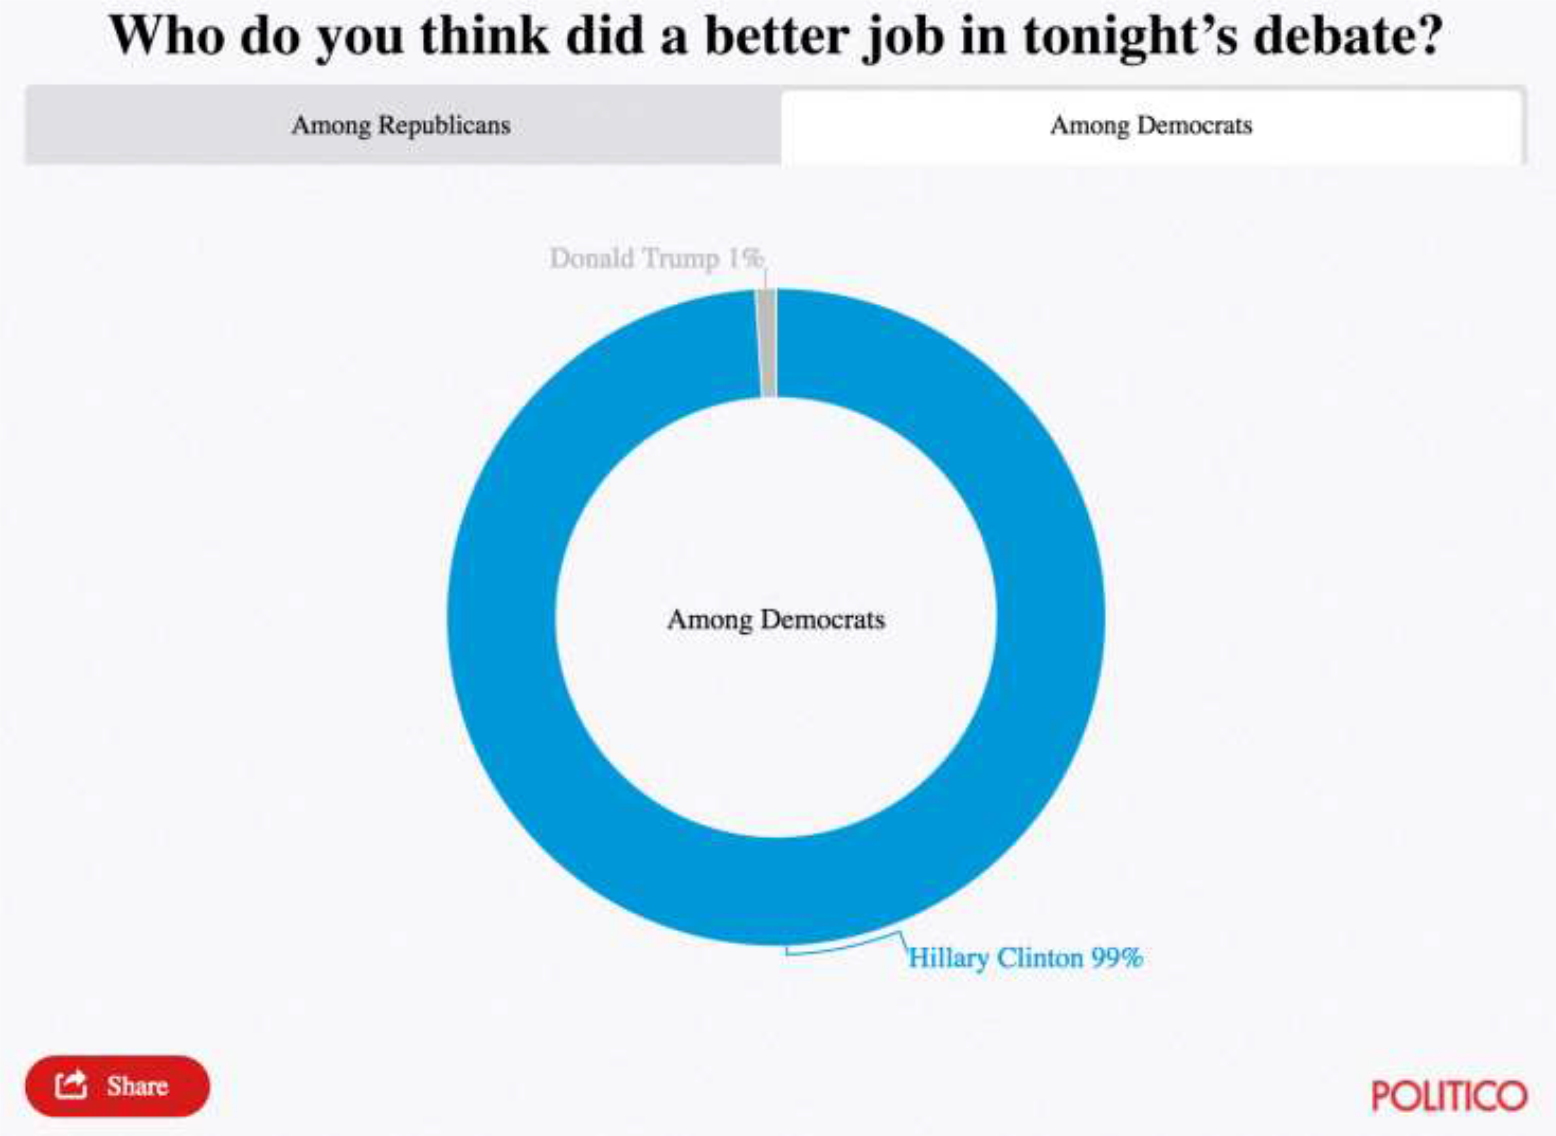 Who do you think did a better job in tonight’s debate?
Among Republicans
Among Democrats
Donald Trump 1%
Among Democrats
Hillary Clinton 99%
Share
POLITICO